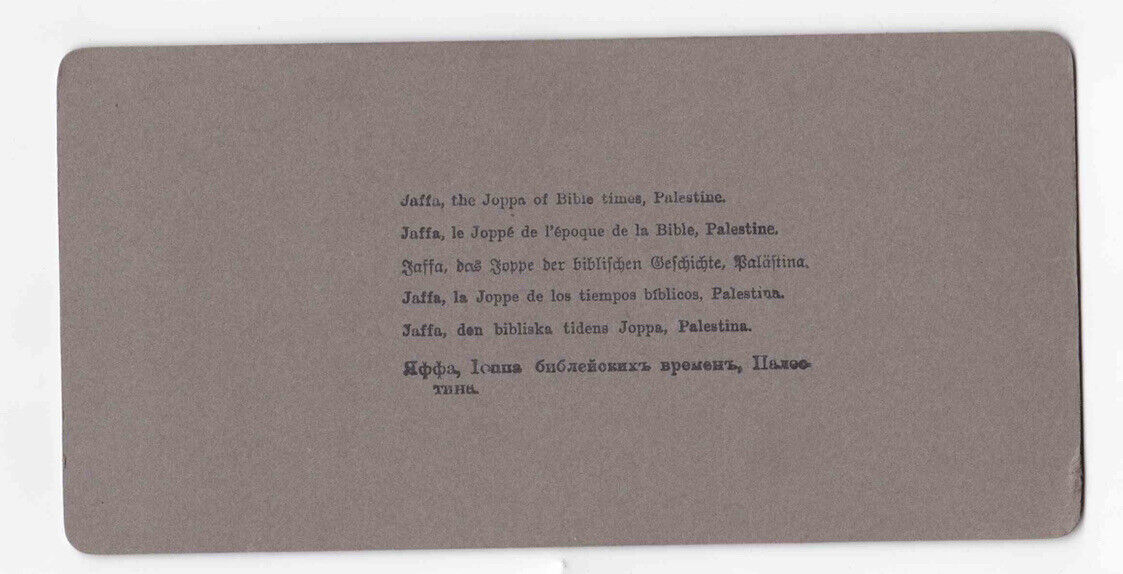 Jaffa, the Joppa of Bible times, Palestine.
Jaffa, le Joppé de l'époque de la Bible, Palestine.
Jaffa, das Joppe der biblischen Geschichte, Palästina.
Jaffa, la Joppe de los tiempos bíblicos, Palestina.
Jaffa, den bibliska tidens Joppa, Palestina.
Яффа, Іоппа библейскихъ временъ, Палес-
тина.